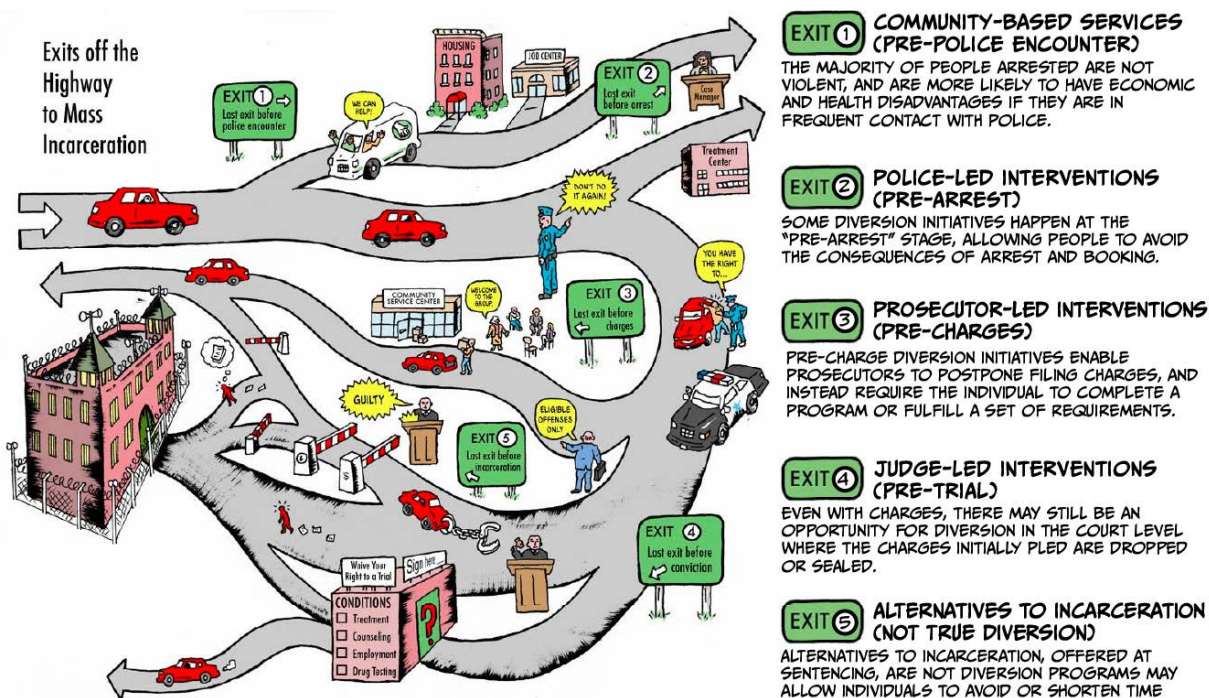 Exits off the
Highway
to Mass
Incarceration
EXIT 1
Last exit before
police encounter
WE CAN
HELP!
HOUSING
JOB CENTER
EXIT 2
Last exit
before arrest
Case
Manager
Treatment
Center
DON'T DO
IT AGAIN!
YOU HAVE
THE RIGHT
TO...
COMMUNITY
SERVICE CENTER
WELCOME
TO THE
GROUP.
EXIT 3
Last exit before
charges
GUILTY
ELIGIBLE
OFFENSES
ONLY
EXIT 5
Last exit before
incarceration
$
EXIT 4
Last exit before
conviction
Waive Your
Right to a Trial
Sign here
CONDITIONS
Treatment
Counseling
Employment
Drug Testing
?
EXIT 1 COMMUNITY-BASED SERVICES
(PRE-POLICE ENCOUNTER)
THE MAJORITY OF PEOPLE ARRESTED ARE NOT
VIOLENT, AND ARE MORE LIKELY TO HAVE ECONOMIC
AND HEALTH DISADVANTAGES IF THEY ARE IN
FREQUENT CONTACT WITH POLICE.
EXIT 2 POLICE-LED INTERVENTIONS
(PRE-ARREST)
SOME DIVERSION INITIATIVES HAPPEN AT THE
"PRE-ARREST" STAGE, ALLOWING PEOPLE TO AVOID
THE CONSEQUENCES OF ARREST AND BOOKING.
EXIT 3 PROSECUTOR-LED INTERVENTIONS
(PRE-CHARGES)
PRE-CHARGE DIVERSION INITIATIVES ENABLE
PROSECUTORS TO POSTPONE FILING CHARGES, AND
INSTEAD REQUIRE THE INDIVIDUAL TO COMPLETE A
PROGRAM OR FULFILL A SET OF REQUIREMENTS.
EXIT 4 JUDGE-LED INTERVENTIONS
(PRE-TRIAL)
EVEN WITH CHARGES, THERE MAY STILL BE AN
OPPORTUNITY FOR DIVERSION IN THE COURT LEVEL
WHERE THE CHARGES INITIALLY PLED ARE DROPPED
OR SEALED.
EXIT 5 ALTERNATIVES TO INCARCERATION
(NOT TRUE DIVERSION)
ALTERNATIVES TO INCARCERATION, OFFERED AT
SENTENCING, ARE NOT DIVERSION PROGRAMS MAY
ALLOW INDIVIDUALS TO AVOID OR SHORTEN TIME